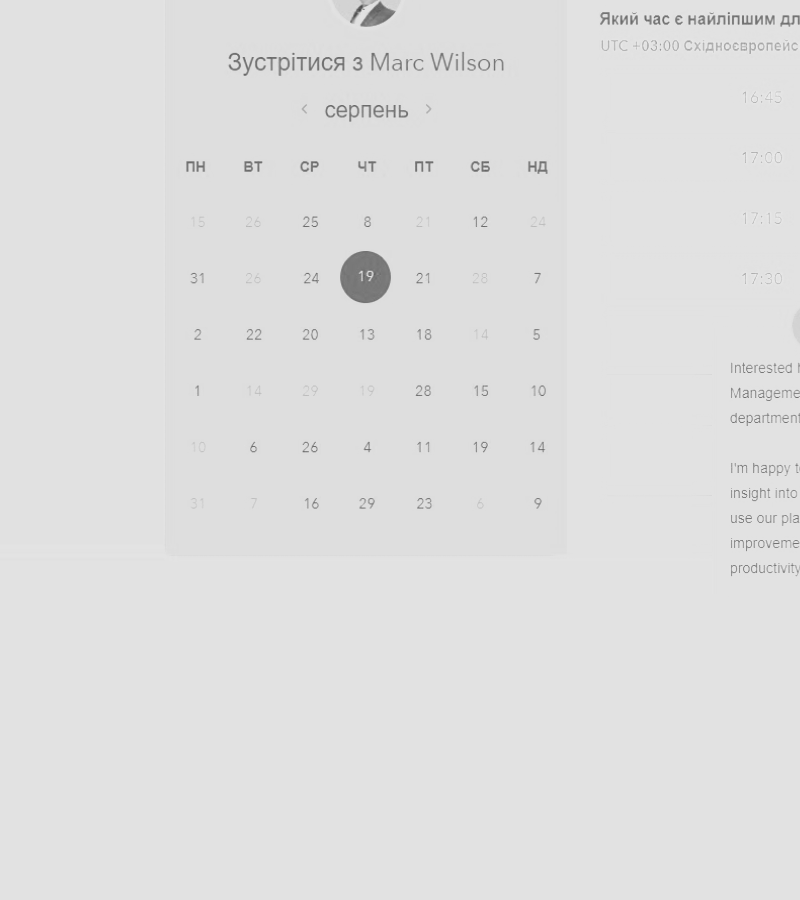 Зустрітися з Marc Wilson
‹ серпень ›
ПН ВТ СР ЧТ ПТ СБ НД
15 26 25 8 21 12 24
31 26 24 19 21 28 7
2 22 20 13 18 14 5
1 14 29 19 28 15 10
10 6 26 4 11 19 14
31 7 16 29 23 6 9
Який час є найліпшим дл
UTC +03:00 Східноєвропейс
16:45
17:00
17:15
17:30
Interested
Manageme
department
I'm happy t
insight into
use our pla
improveme
productivity